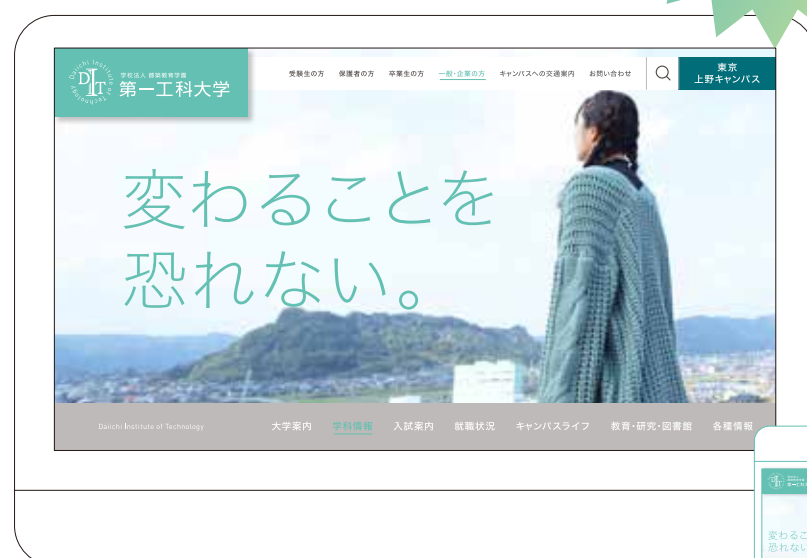 Daiichi Institute of Technology
DIT
学校法人 都築教育学園
第一工科大学
受験生の方 保護者の方 卒業生の方 一般・企業の方 キャンパスへの交通案内 お問い合わせ
東京
上野キャンパス
変わることを
恐れない。
Daiichi Institute of Technology
大学案内 学科情報 入試案内 就職状況 キャンパスライフ 教育・研究・図書館 各種情報
DIT
変わるこ
恐れない